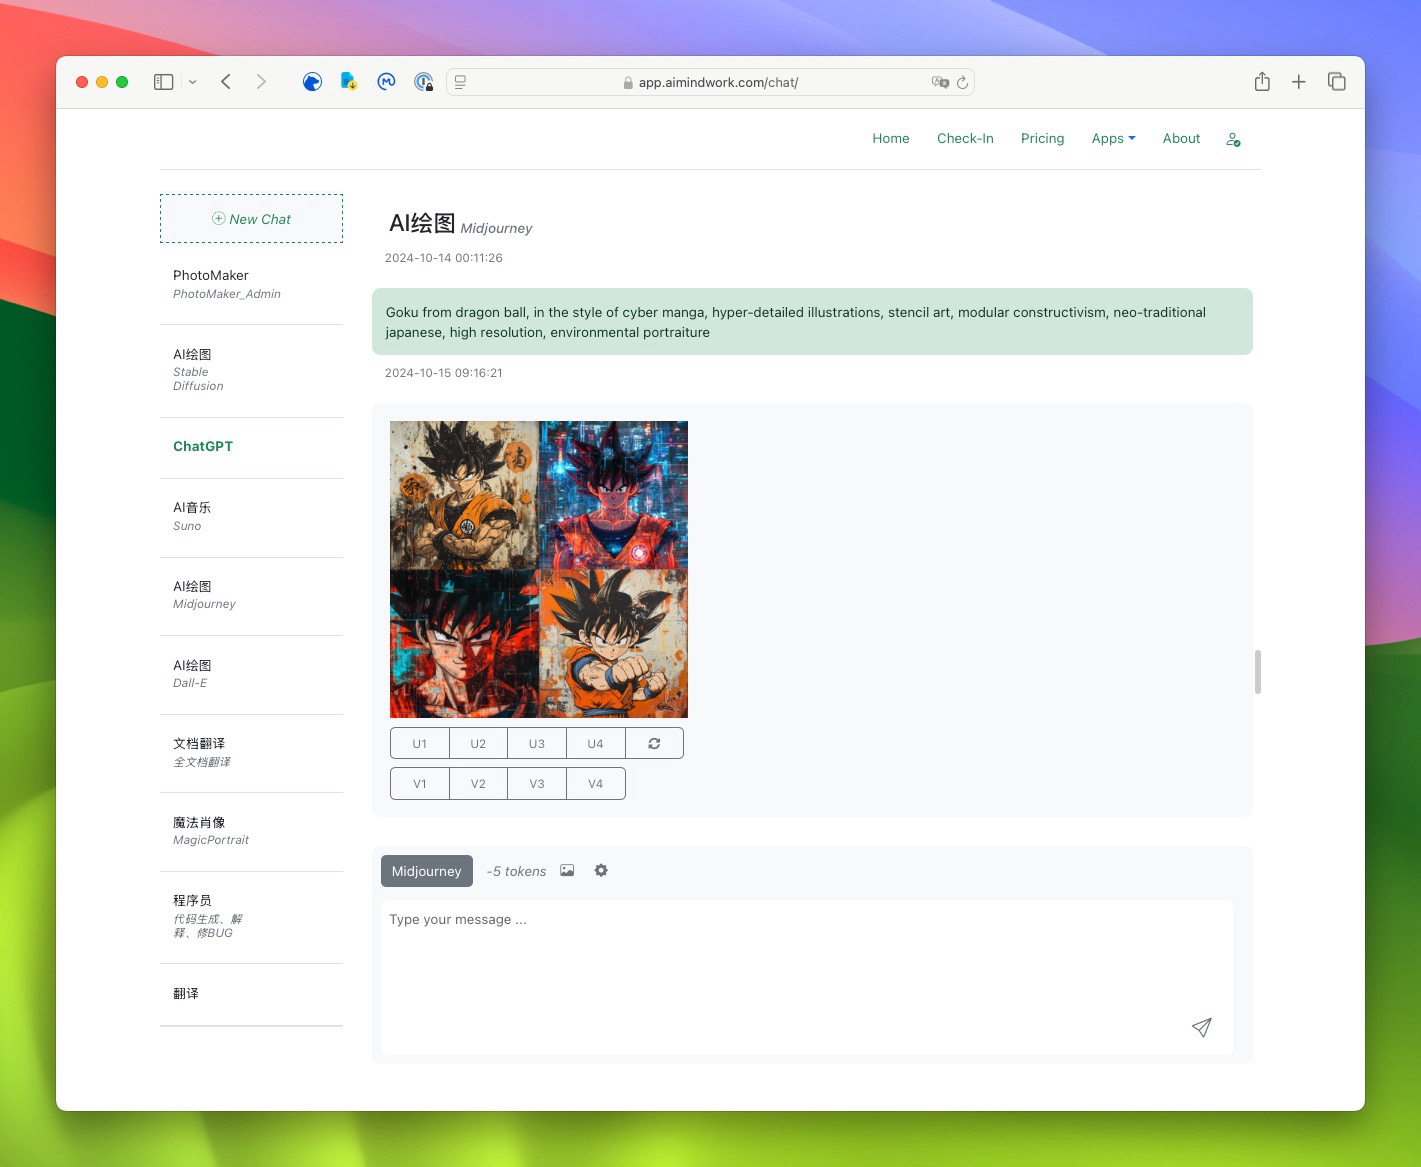 app.aimindwork.com/chat/
Home
Check-In
Pricing
Apps
About
New Chat
PhotoMaker
PhotoMaker_Admin
AI绘图
Stable
Diffusion
ChatGPT
AI音乐
Suno
AI绘图
Midjourney
AI绘图
Dall-E
文档翻译
全文档翻译
魔法肖像
MagicPortrait
程序员
代码生成、解
释、修BUG
翻译
AI绘图 Midjourney
2024-10-14 00:11:26
Goku from dragon ball, in the style of cyber manga, hyper-detailed illustrations, stencil art, modular constructivism, neo-traditional
japanese, high resolution, environmental portraiture
2024-10-15 09:16:21
U1
U2
U3
U4
V1
V2
V3
V4
Midjourney
-5 tokens
Type your message ...